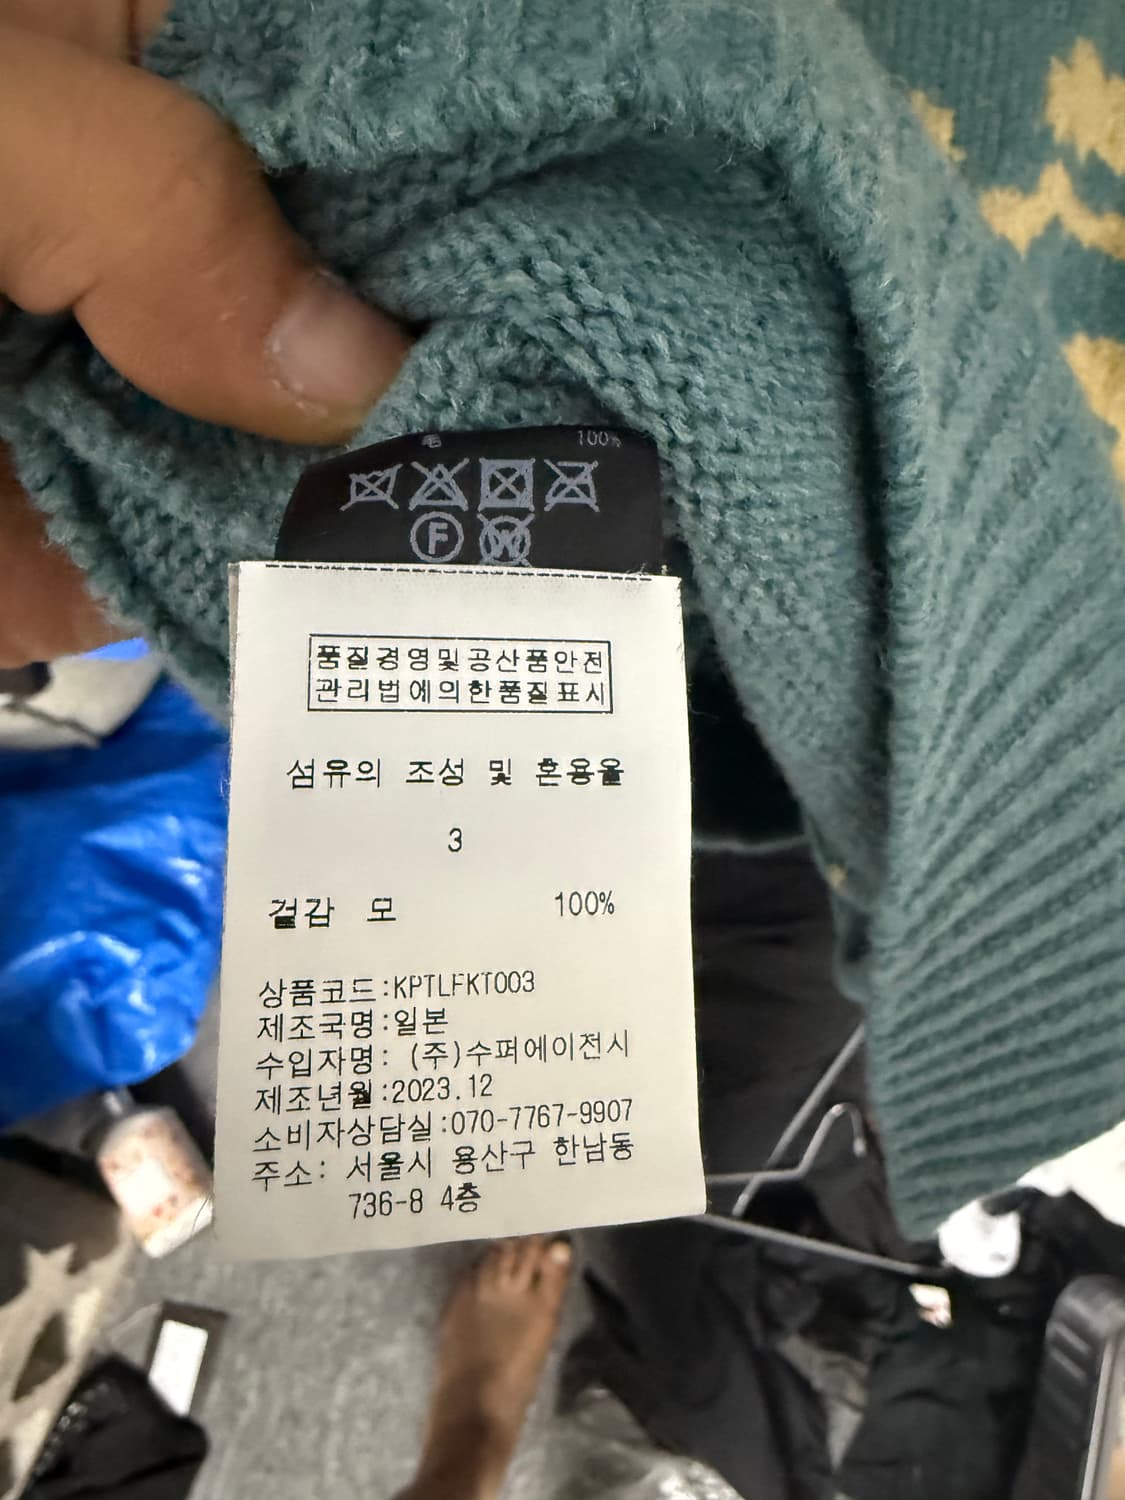 毛 100%
F W
품질경영및공산품안전
관리법에의한품질표시
섬유의 조성 및 혼용율
3
겉감 모 100%
상품코드:KPTLFKT003
제조국명:일본
수입자명: (주)수퍼에이전시
제조년월:2023.12
소비자상담실:070-7767-9907
주소: 서울시 용산구 한남동
736-8 4층